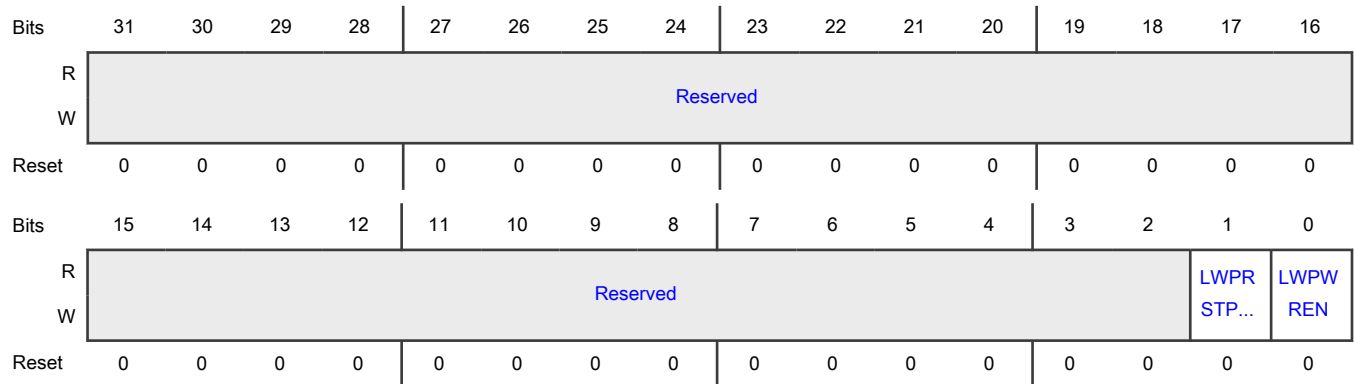 Bits 31 30 29 28 27 26 25 24 23 22 21 20 19 18 17 16
R
Reserved
W
Reset 0 0 0 0 0 0 0 0 0 0 0 0 0 0 0 0
Bits 15 14 13 12 11 10 9 8 7 6 5 4 3 2 1 0
R LWPR LWPW
Reserved
W STP... REN
Reset 0 0 0 0 0 0 0 0 0 0 0 0 0 0 0 0